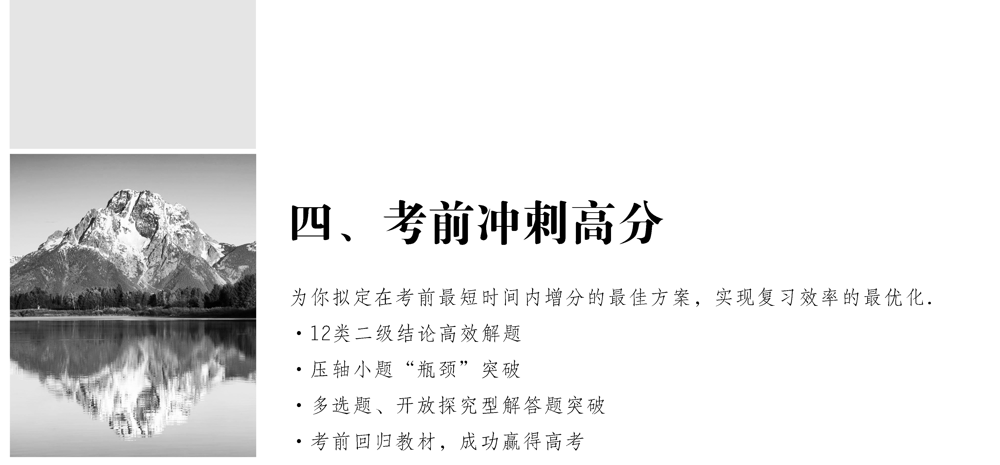 四、考前冲刺高分
为你拟定在考前最短时间内增分的最佳方案，实现复习效率的最优化.
•12类二级结论高效解题
•压轴小题“瓶颈”突破
•多选题、开放探究型解答题突破
•考前回归教材，成功赢得高考